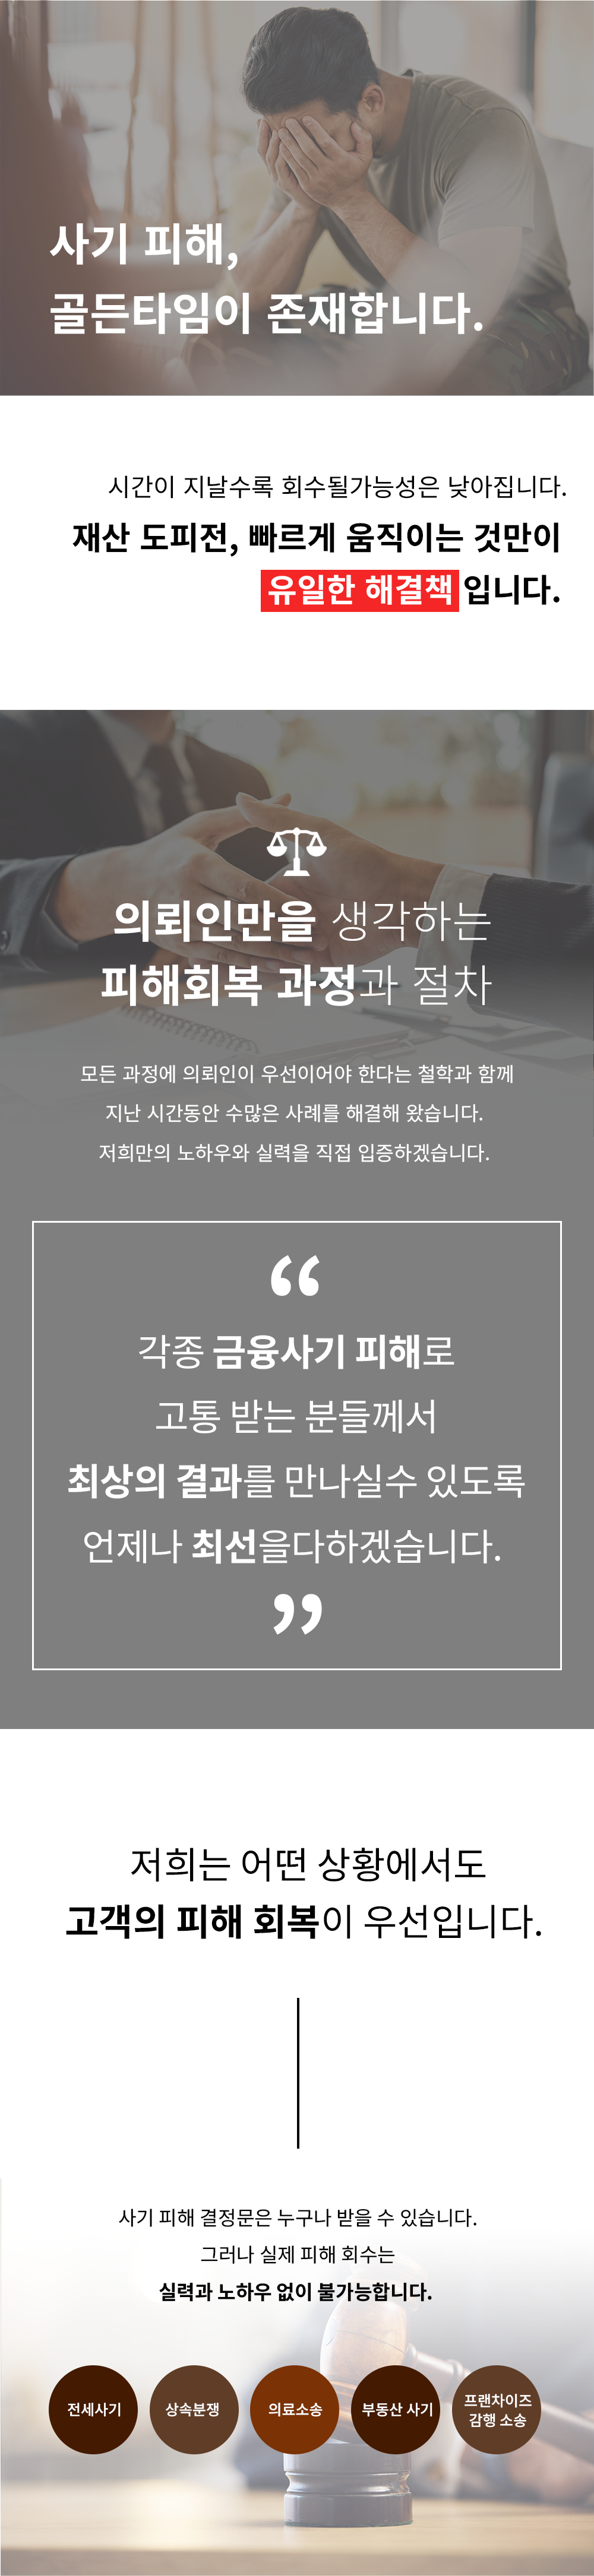 사기 피해,
골든타임이 존재합니다.
시간이 지날수록 회수될가능성은 낮아집니다.
재산 도피전, 빠르게 움직이는 것만이
유일한 해결책 입니다.
의뢰인만을 생각하는
피해회복 과정과 절차
모든 과정에 의뢰인이 우선이어야 한다는 철학과 함께
지난 시간동안 수많은 사례를 해결해 왔습니다.
저희만의 노하우와 실력을 직접 입증하겠습니다.
“
각종 금융사기 피해로
고통 받는 분들께서
최상의 결과를 만나실수 있도록
언제나 최선을다하겠습니다.
”
저희는 어떤 상황에서도
고객의 피해 회복이 우선입니다.
사기 피해 결정문은 누구나 받을 수 있습니다.
그러나 실제 피해 회수는
실력과 노하우 없이 불가능합니다.
전세사기
상속분쟁
의료소송
부동산 사기
프랜차이즈
감행 소송